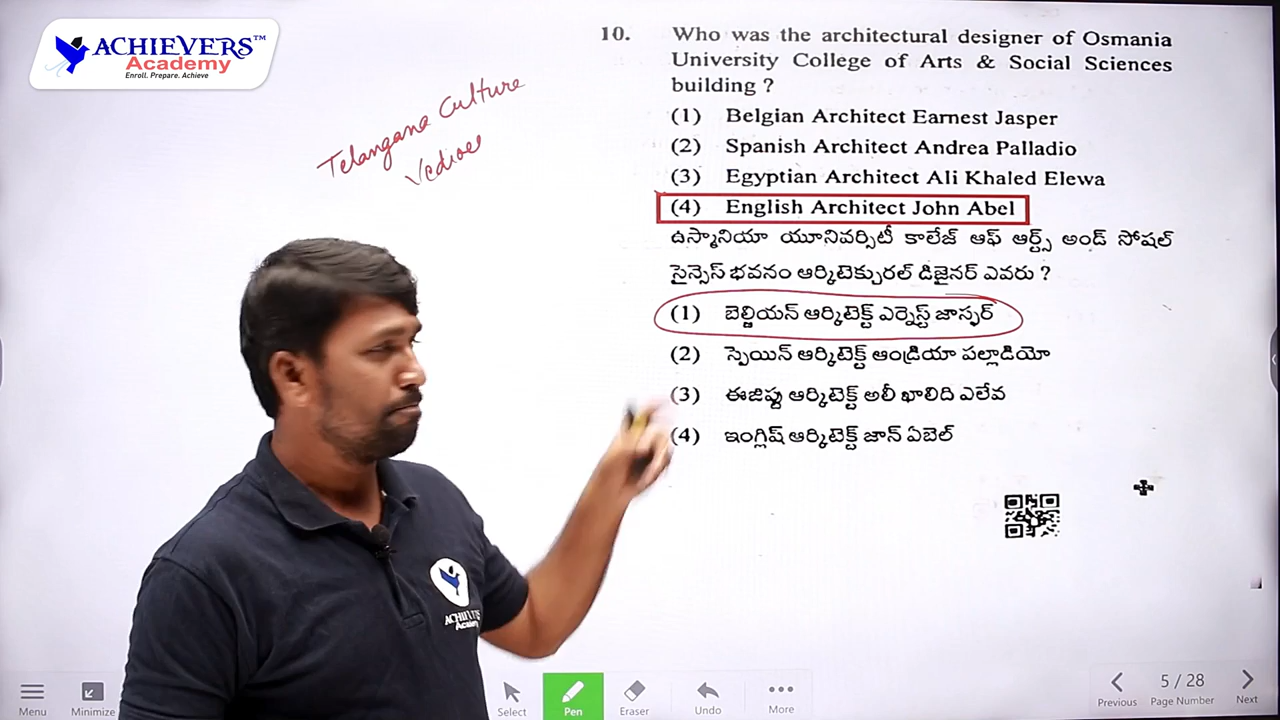 ACHIEVERS™
Academy
Enroll. Prepare. Achieve
Telangana Culture
Vedioes
10. Who was the architectural designer of Osmania
University College of Arts & Social Sciences
building ?
(1) Belgian Architect Earnest Jasper
(2) Spanish Architect Andrea Palladio
(3) Egyptian Architect Ali Khaled Elewa
(4) English Architect John Abel
ఉస్మానియా యూనివర్సిటీ కాలేజ్ ఆఫ్ ఆర్ట్స్ అండ్ సోషల్
సైన్సెస్ భవనం ఆర్కిటెక్చురల్ డిజైనర్ ఎవరు ?
(1) బెల్జియన్ ఆర్కిటెక్ట్ ఎర్నెస్ట్ జాస్ఫర్
(2) స్పెయిన్ ఆర్కిటెక్ట్ ఆండ్రియా పల్లాడియో
(3) ఈజిప్టు ఆర్కిటెక్ట్ అలీ ఖాలిది ఎలేవ
(4) ఇంగ్లిష్ ఆర్కిటెక్ట్ జాన్ ఏబెల్
ACHIEVERS
Academy
Menu
Minimize
Select
Pen
Eraser
Undo
More
Previous
5 / 28
Page Number
Next